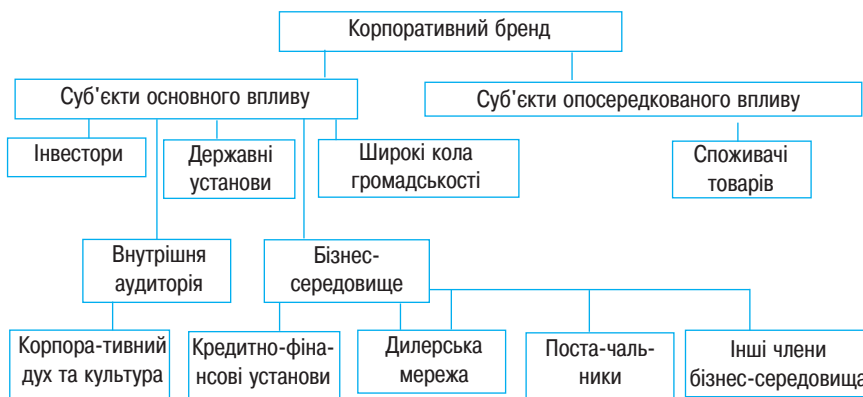 Корпоративний бренд
Суб'єкти основного впливу
Суб'єкти опосередкованого впливу
Інвестори
Державні
установи
Широкі кола
громадськості
Споживачі
товарів
Внутрішня
аудиторія
Бізнес-
середовище
Корпора-тивний
дух та культура
Кредитно-фіна-
нсові установи
Дилерська
мережа
Поста-чаль-
ники
Інші члени
бізнес-середовища